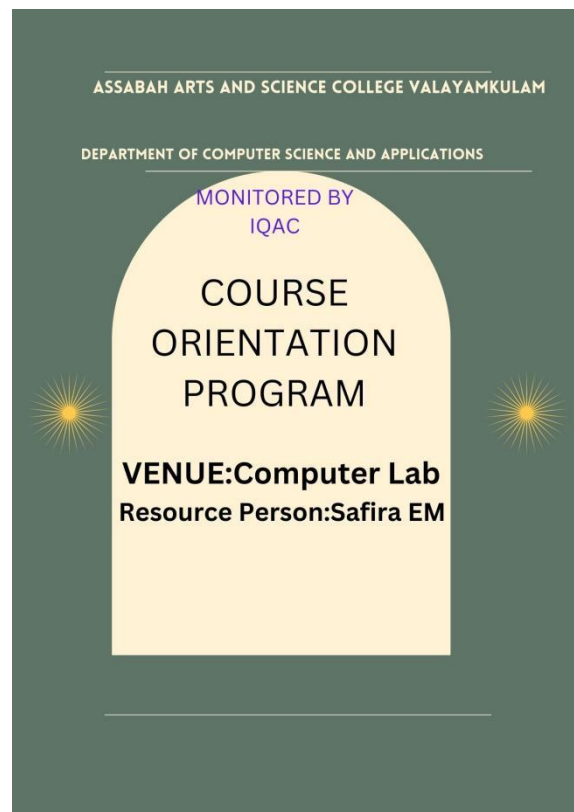 ASSABAH ARTS AND SCIENCE COLLEGE VALAYAMKULAM
DEPARTMENT OF COMPUTER SCIENCE AND APPLICATIONS
MONITORED BY
IQAC
COURSE
ORIENTATION
PROGRAM
VENUE:Computer Lab
Resource Person:Safira EM